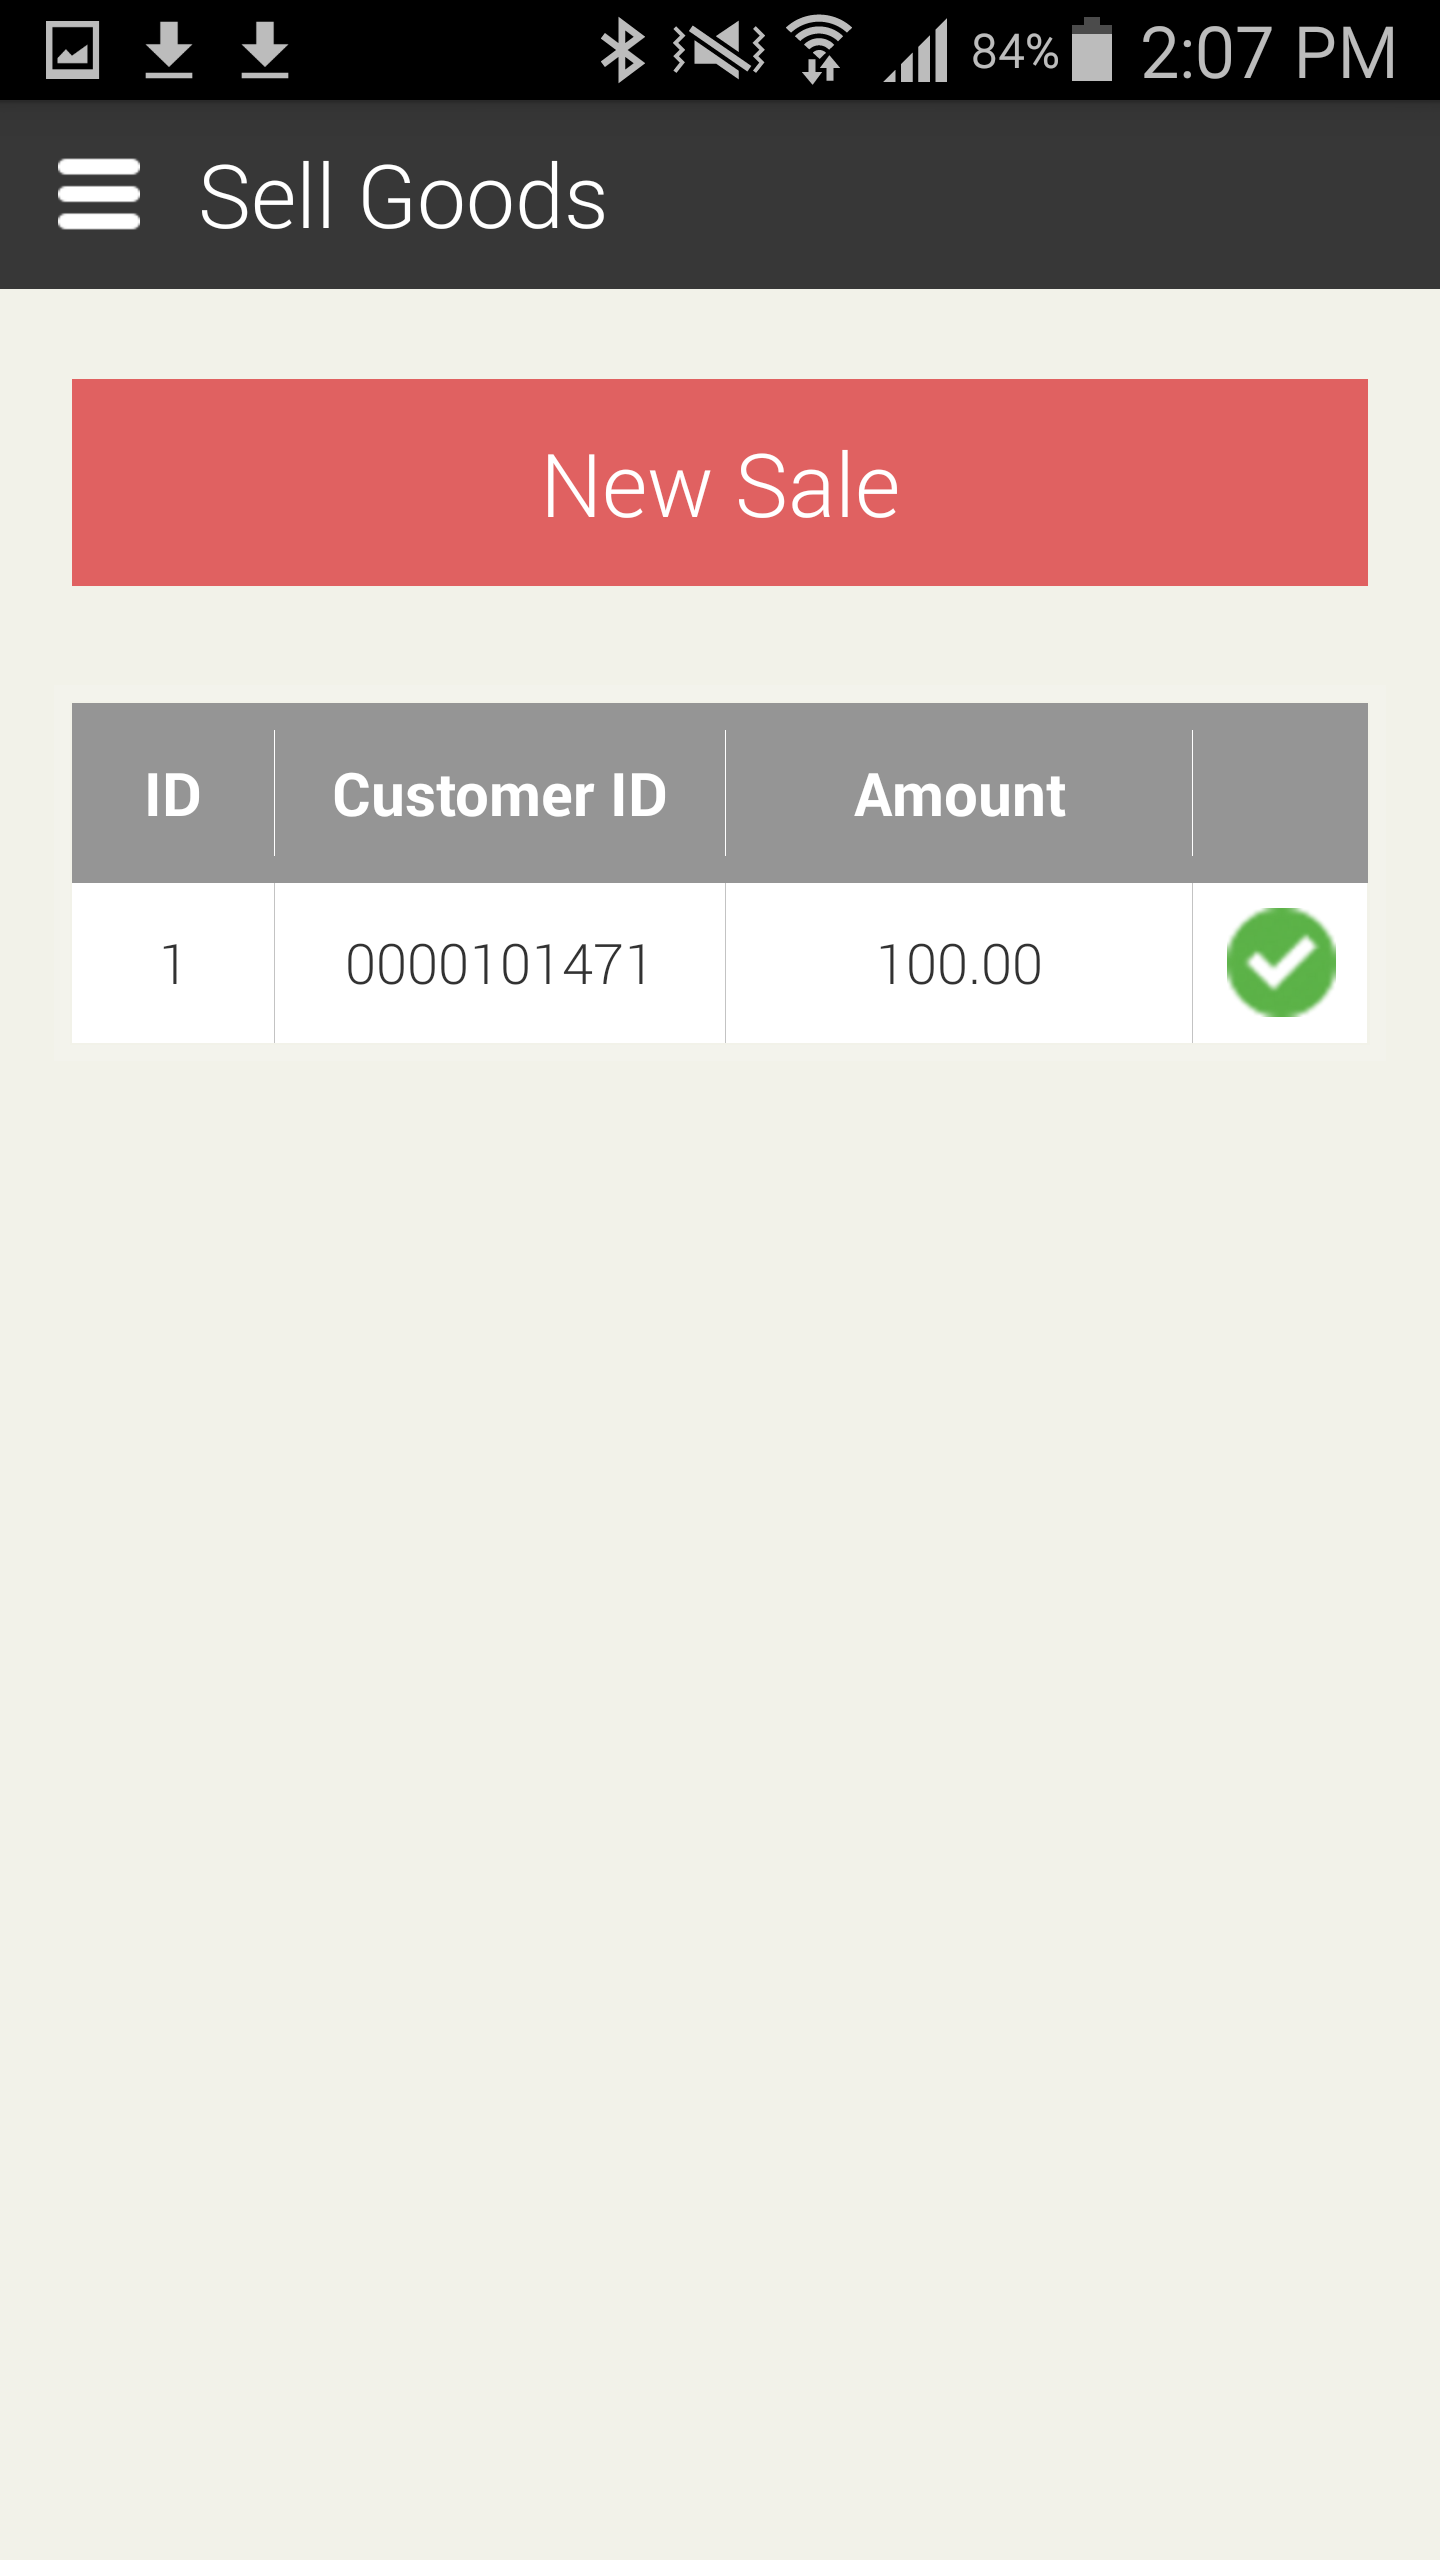 84% 2:07 PM
Sell Goods
New Sale
ID Customer ID Amount
1 0000101471 100.00